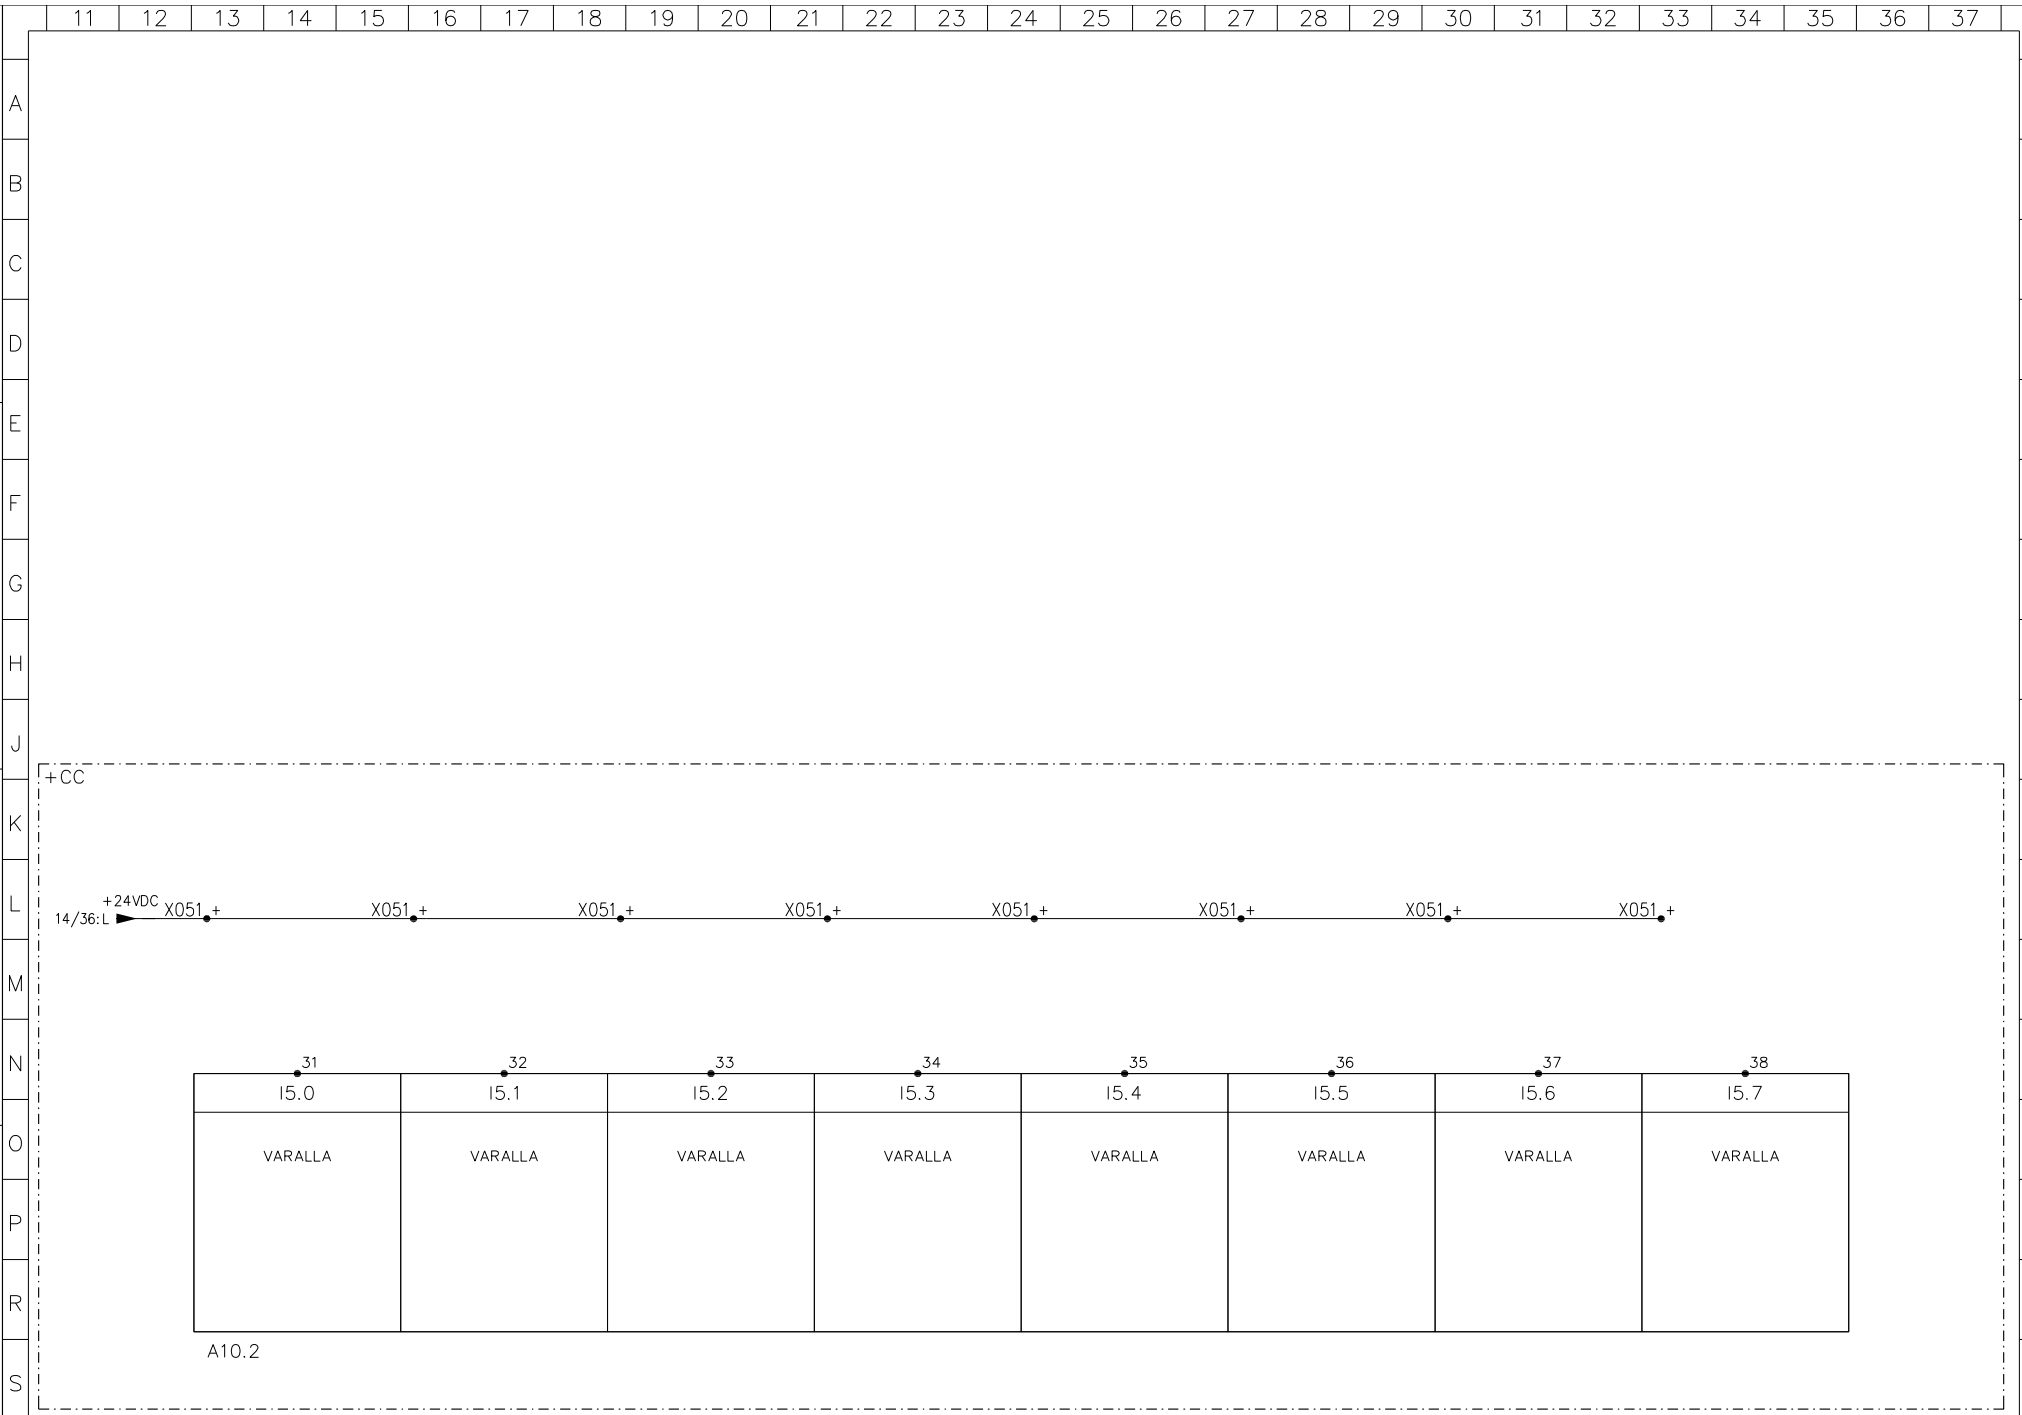 11 12 13 14 15 16 17 18 19 20 21 22 23 24 25 26 27 28 29 30 31 32 33 34 35 36 37
A
B
C
D
E
F
G
H
J
+CC
K
+24VDC
L
14/36:L X051 + X051 + X051 + X051 + X051 + X051 + X051 + X051 +
M
N
31 32 33 34 35 36 37 38
I5.0 I5.1 I5.2 I5.3 I5.4 I5.5 I5.6 I5.7
O
VARALLA VARALLA VARALLA VARALLA VARALLA VARALLA VARALLA VARALLA
P
R
A10.2
S